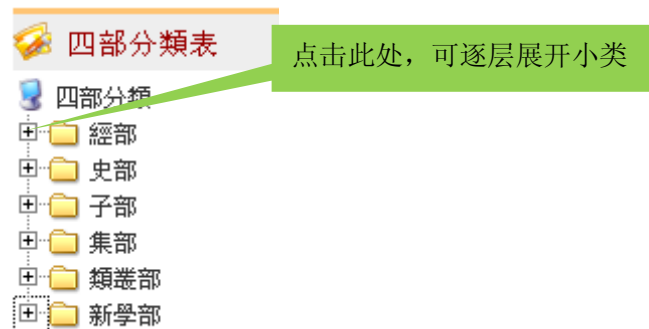 四部分類表
点击此处，可逐层展开小类
四部分類
經部
史部
子部
集部
類叢部
新學部